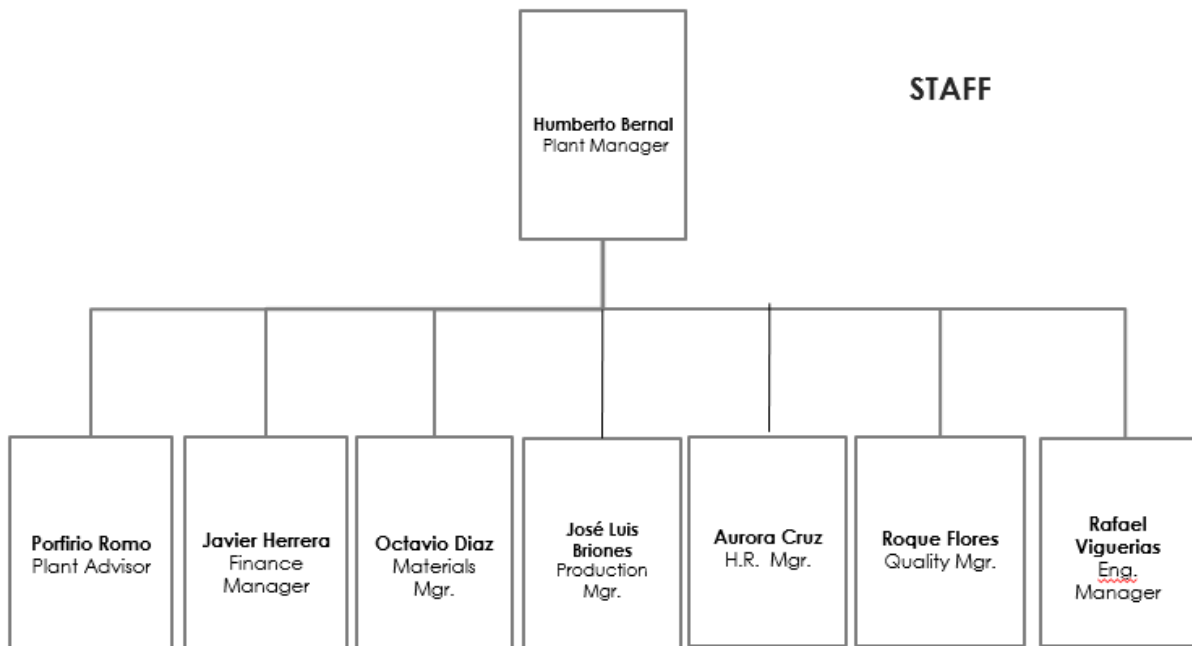 STAFF
Humberto Bernal
Plant Manager
Porfirio Romo
Plant Advisor
Javier Herrera
Finance
Manager
Octavio Diaz
Materials
Mgr.
José Luis
Briones
Production
Mgr.
Aurora Cruz
H.R. Mgr.
Roque Flores
Quality Mgr.
Rafael
Viguerias
Eng.
Manager